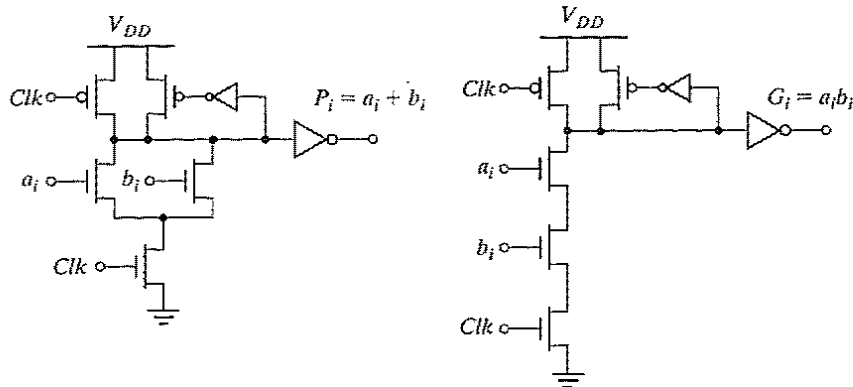 V_DD
Clk
P_i = a_i + b_i
a_i
b_i
Clk
V_DD
Clk
G_i = a_i b_i
a_i
b_i
Clk